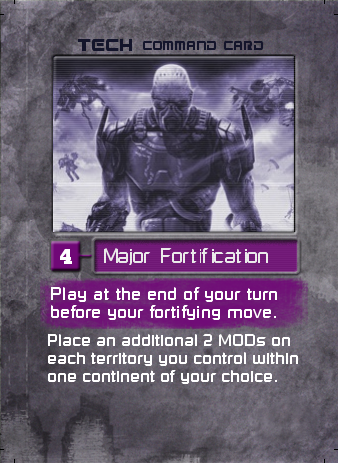 TECH COMMAND CARD
4 Major Fortification
Play at the end of your turn
before your fortifying move.
Place an additional 2 MODs on
each territory you control within
one continent of your choice.